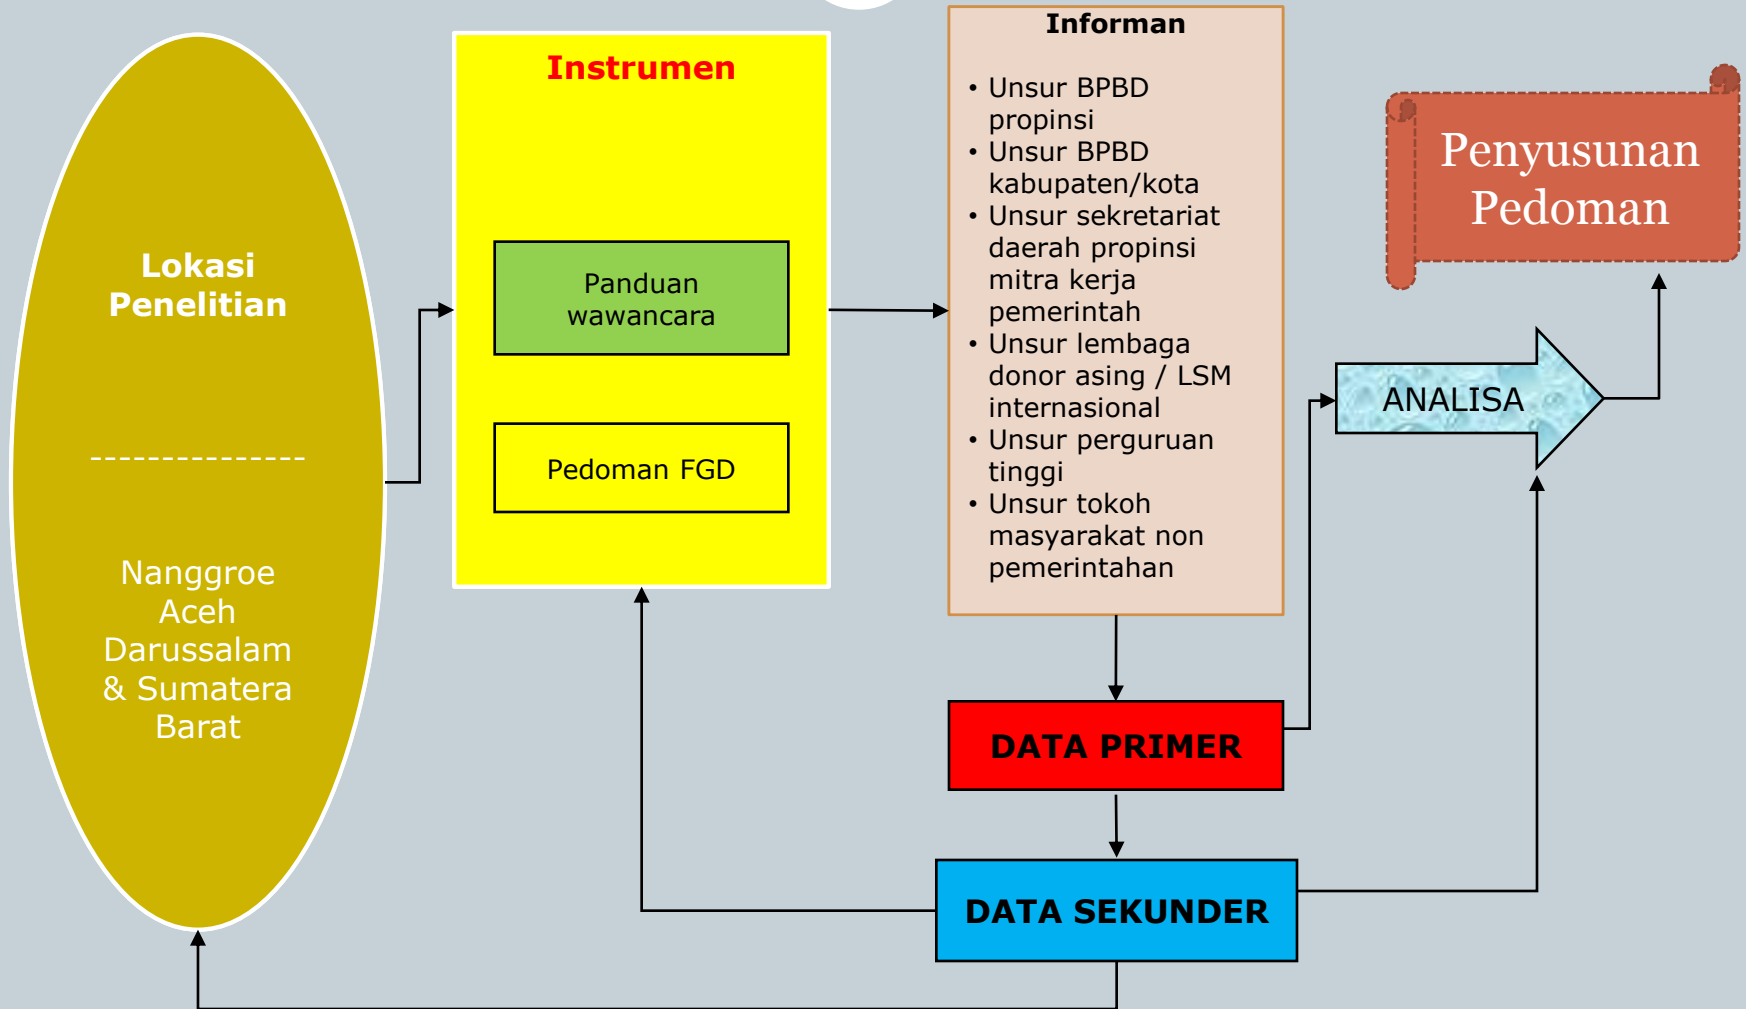 Lokasi
Penelitian
---------------
Nanggroe
Aceh
Darussalam
& Sumatera
Barat
Instrumen
Panduan
wawancara
Pedoman FGD
Informan
• Unsur BPBD
propinsi
• Unsur BPBD
kabupaten/kota
• Unsur sekretariat
daerah propinsi
mitra kerja
pemerintah
• Unsur lembaga
donor asing / LSM
internasional
• Unsur perguruan
tinggi
• Unsur tokoh
masyarakat non
pemerintahan
DATA PRIMER
DATA SEKUNDER
ANALISA
Penyusunan
Pedoman